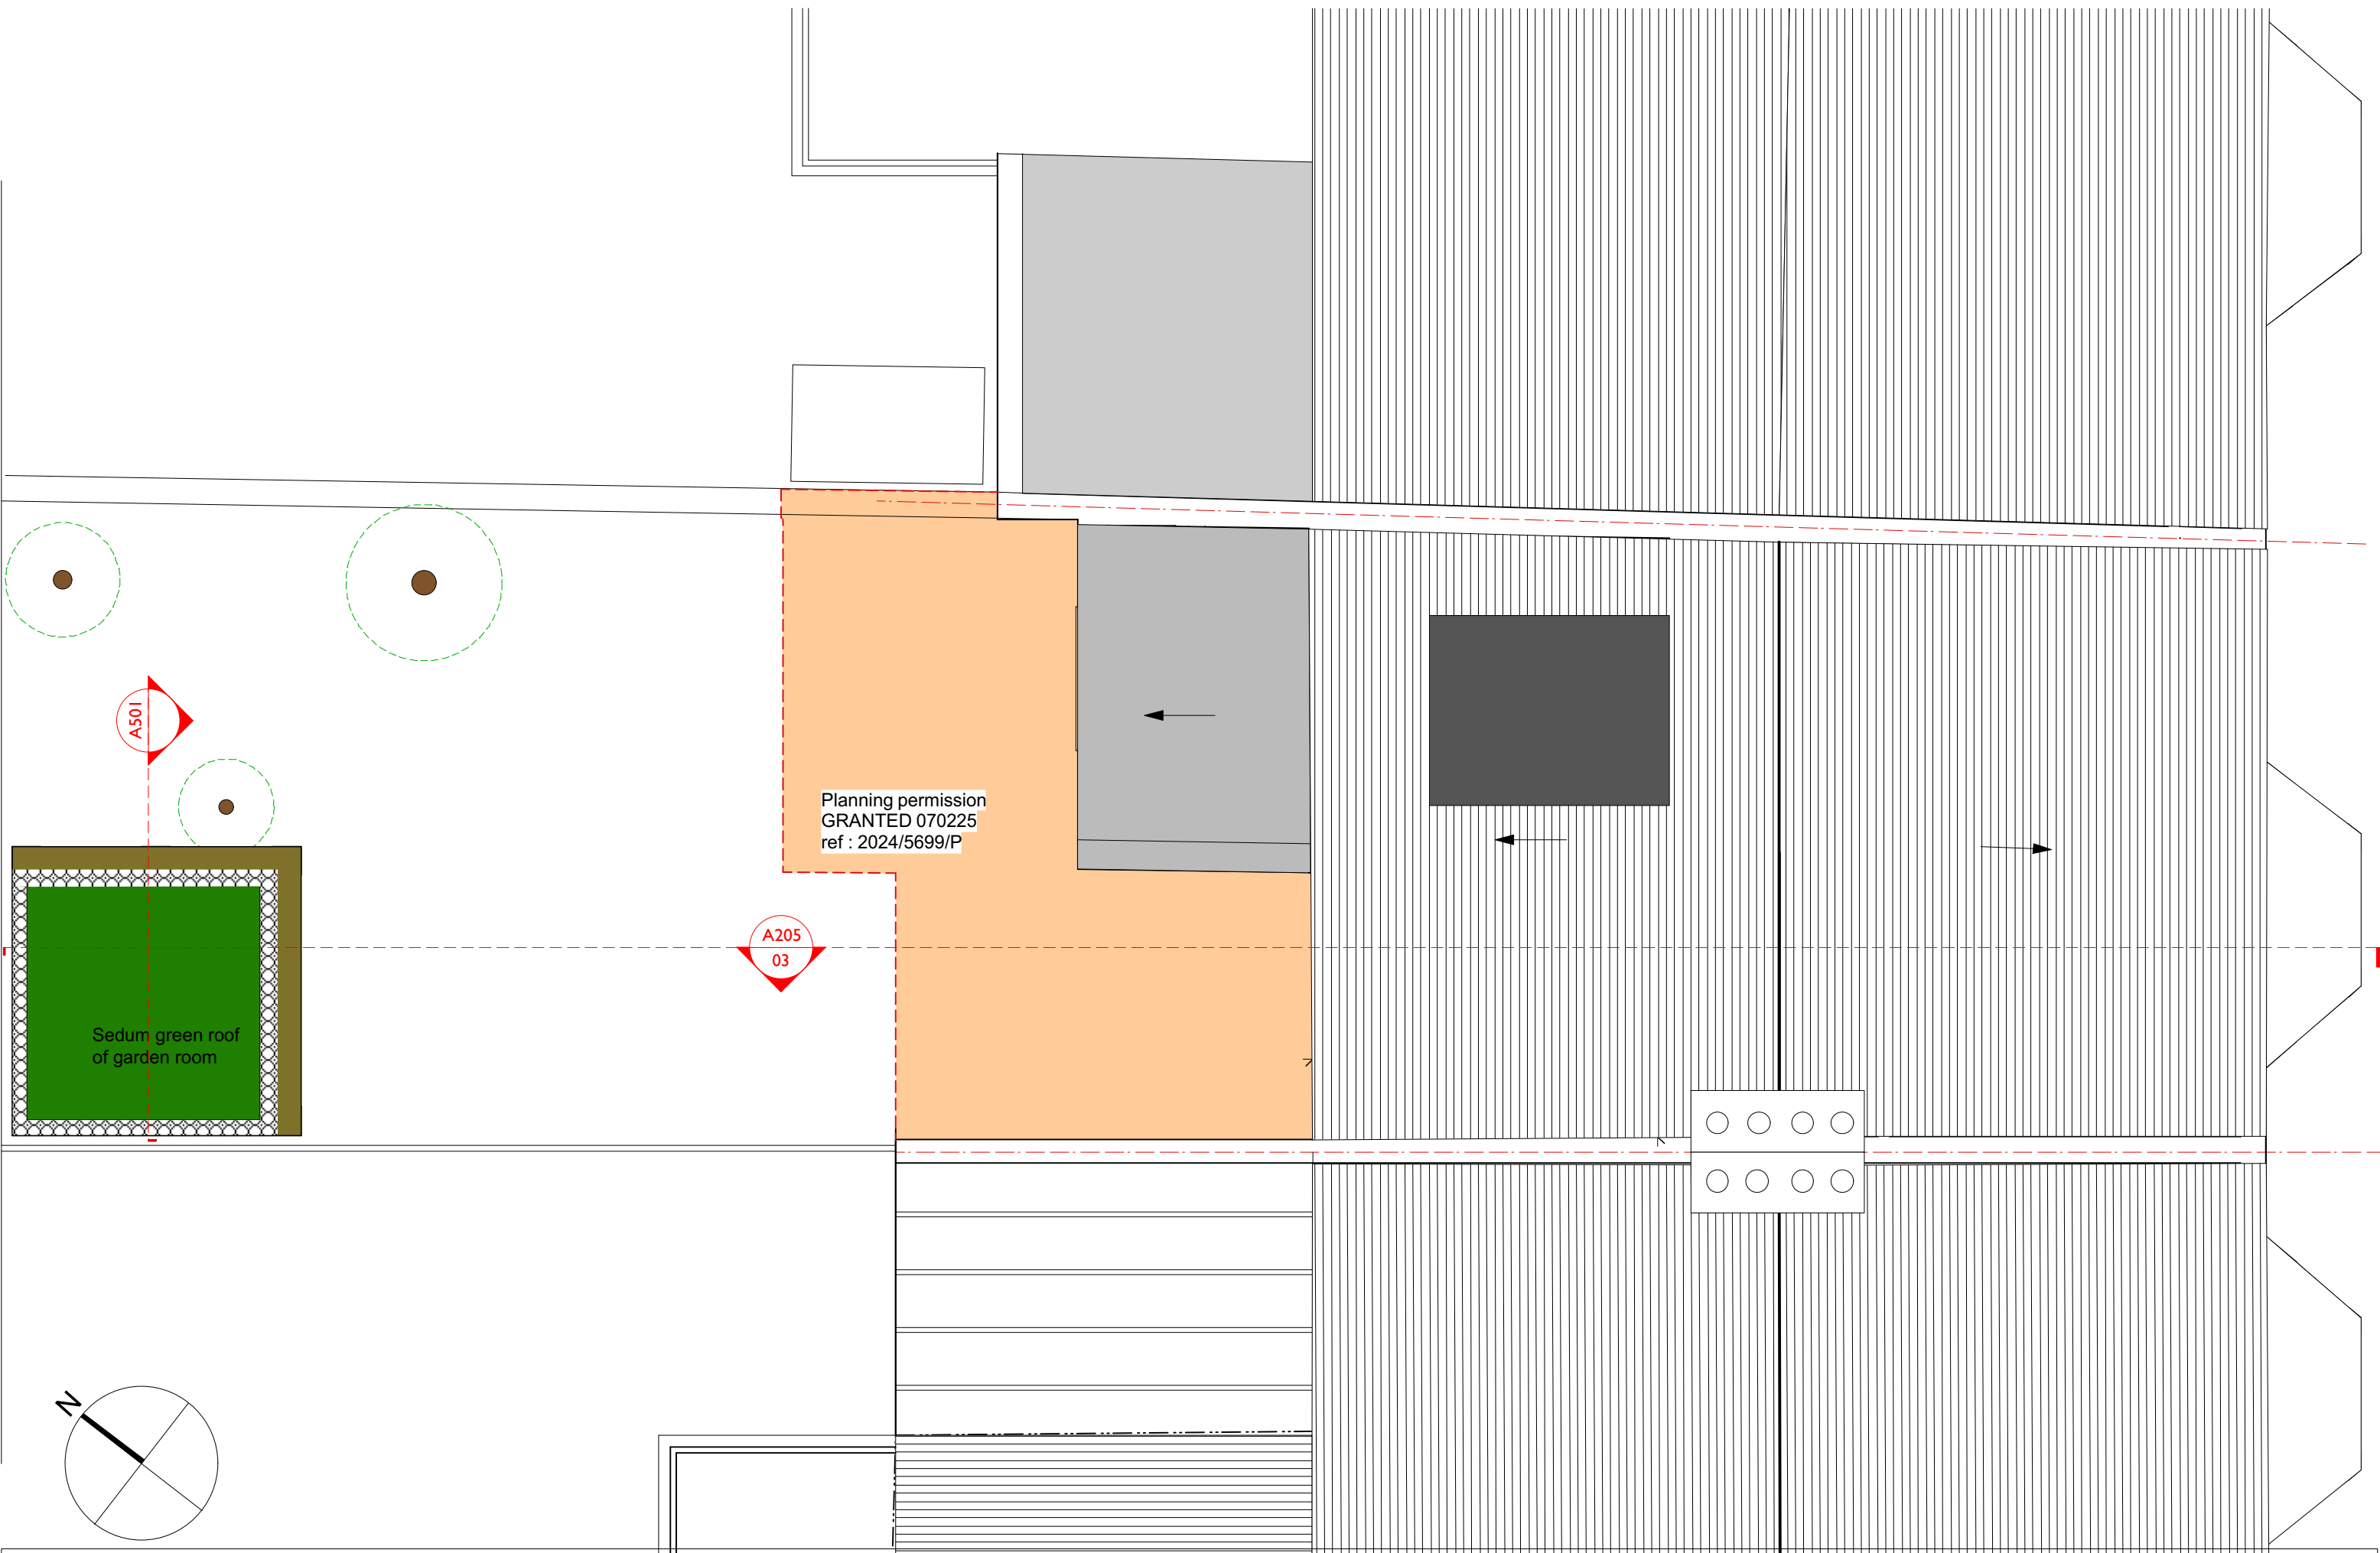 A501
Planning permission
GRANTED 070225
ref : 2024/5699/P
A205
03
Sedum green roof
of garden room
N